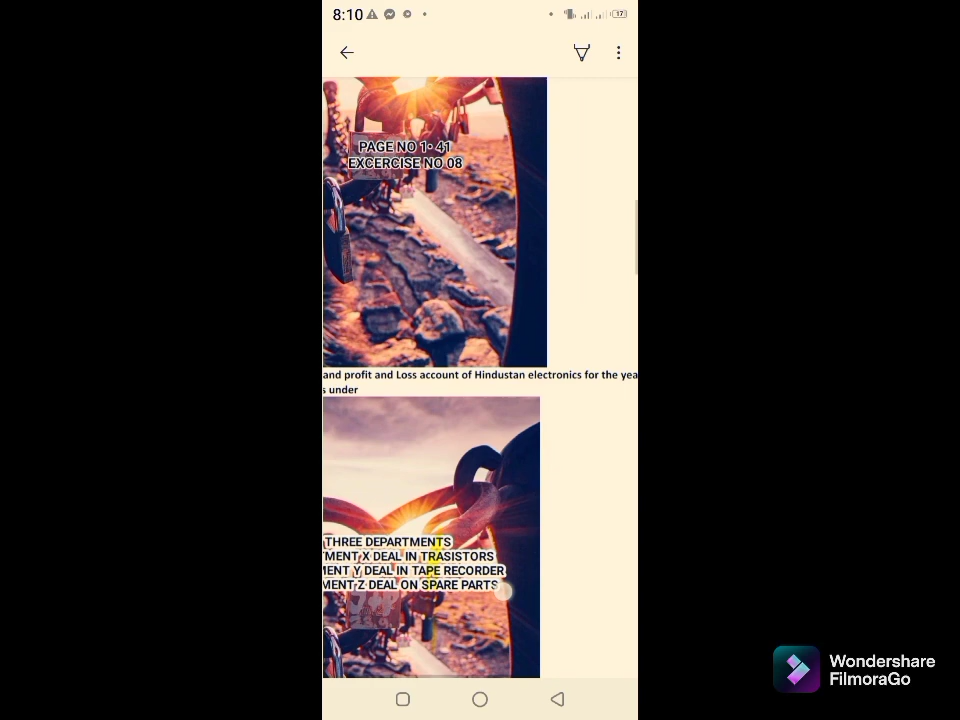 8:10
17
PAGE NO 1• 41
EXCERCISE NO 08
and profit and Loss account of Hindustan electronics for the yea
s under
THREE DEPARTMENTS
TMENT X DEAL IN TRASISTORS
MENT Y DEAL IN TAPE RECORDER
MENT Z DEAL ON SPARE PARTS
Wondershare
FilmoraGo